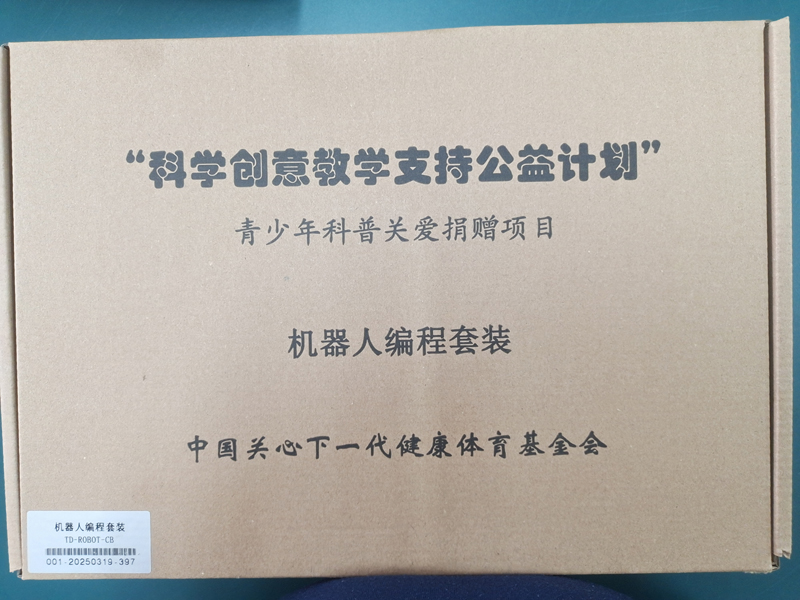 “科学创意教学支持公益计划”
青少年科普关爱捐赠项目
机器人编程套装
中国关心下一代健康体育基金会
机器人编程套装
TD-ROBOT-CB
001-20250319-397